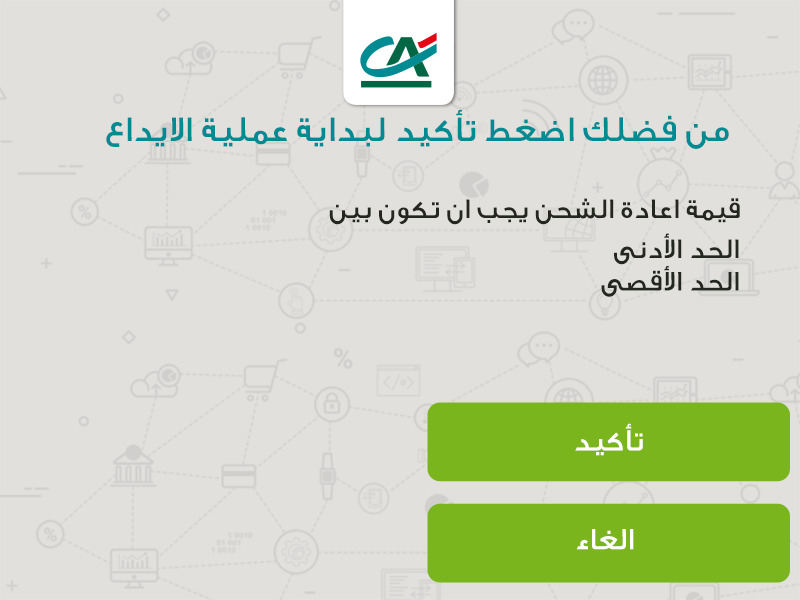 CA
من فضلك اضغط تأكيد لبداية عملية الايداع
قيمة اعادة الشحن يجب ان تكون بين
الحد الأدنى
الحد الأقصى
تأكيد
الغاء